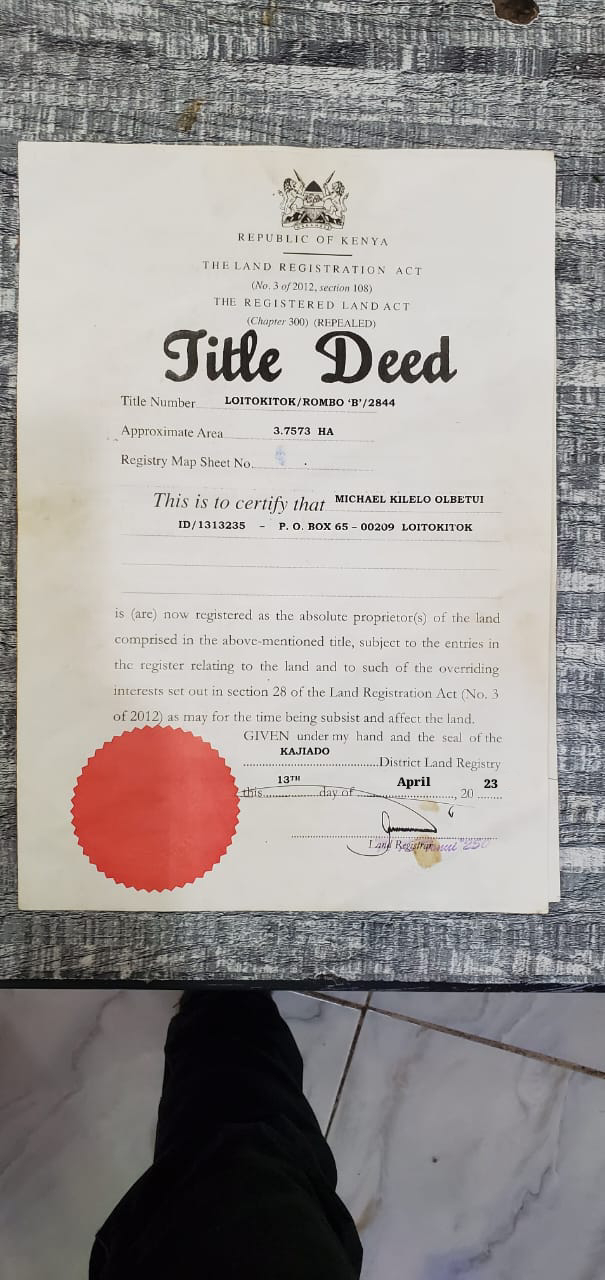 REPUBLIC OF KENYA
THE LAND REGISTRATION ACT
(No. 3 of 2012, section 108)
THE REGISTERED LAND ACT
(Chapter 300) (REPEALED)
Title Deed
Title Number LOITOKITOK/ROMBO 'B'/2844
Approximate Area 3.7573 HA
Registry Map Sheet No.
This is to certify that MICHAEL KILELO OLBETUI
ID/1313235 - P. O. BOX 65 - 00209 LOITOKITOK
is (are) now registered as the absolute proprietor(s) of the land
comprised in the above-mentioned title, subject to the entries in
the register relating to the land and to such of the overriding
interests set out in section 28 of the Land Registration Act (No. 3
of 2012) as may for the time being subsist and affect the land.
GIVEN under my hand and the seal of the
KAJIADO District Land Registry
this 13TH day of April, 20 23
Land Registrar